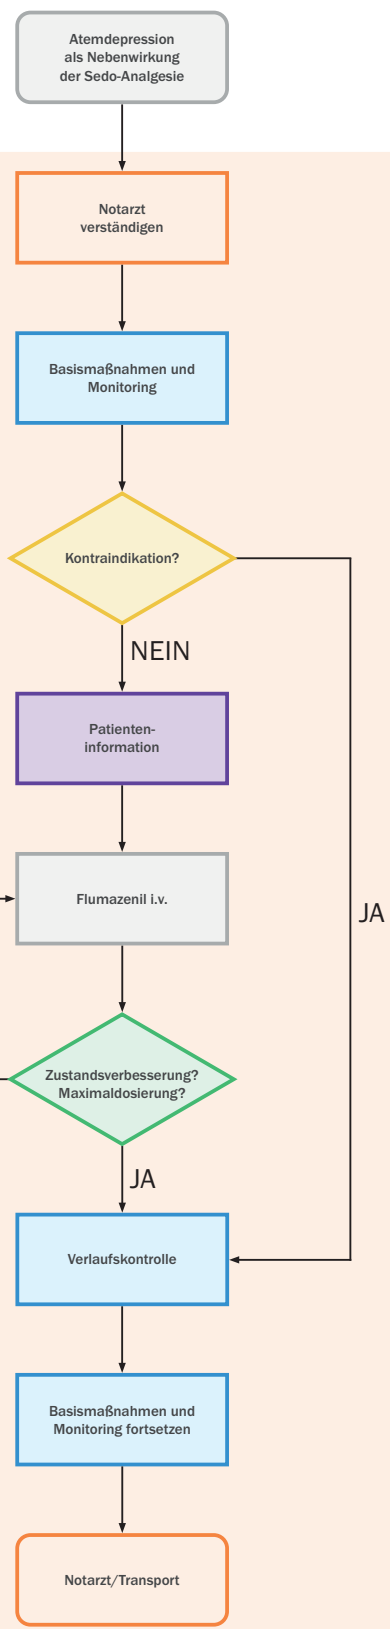 Atemdepression
als Nebenwirkung
der Sedo-Analgesie
Notarzt
verständigen
Basismaßnahmen und
Monitoring
Kontraindikation?
NEIN
Patienten-
information
Flumazenil i.v.
JA
Zustandsverbesserung?
Maximaldosierung?
JA
Verlaufskontrolle
Basismaßnahmen und
Monitoring fortsetzen
Notarzt/Transport